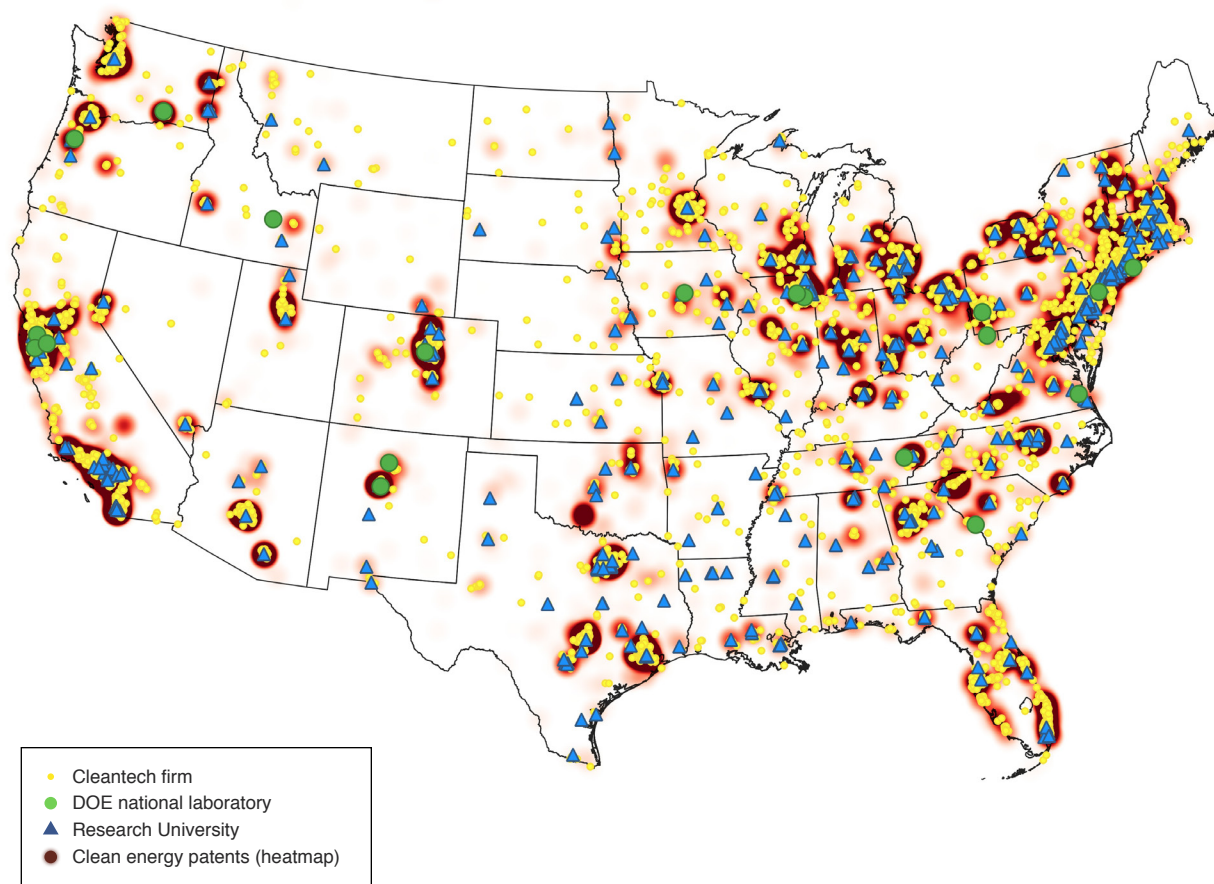 Cleantech firm
DOE national laboratory
Research University
Clean energy patents (heatmap)